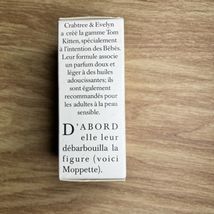 Crabtree & Evelyn
a créé la gamme Tom
Kitten, spécialement
à l'intention des Bébés.
Leur formule associe
un parfum doux et
léger à des huiles
adoucissantes; ils
sont également
recommandés pour
les adultes à la peau
sensible.
D'ABORD
elle leur
débarbouilla la
figure (voici
Moppette).